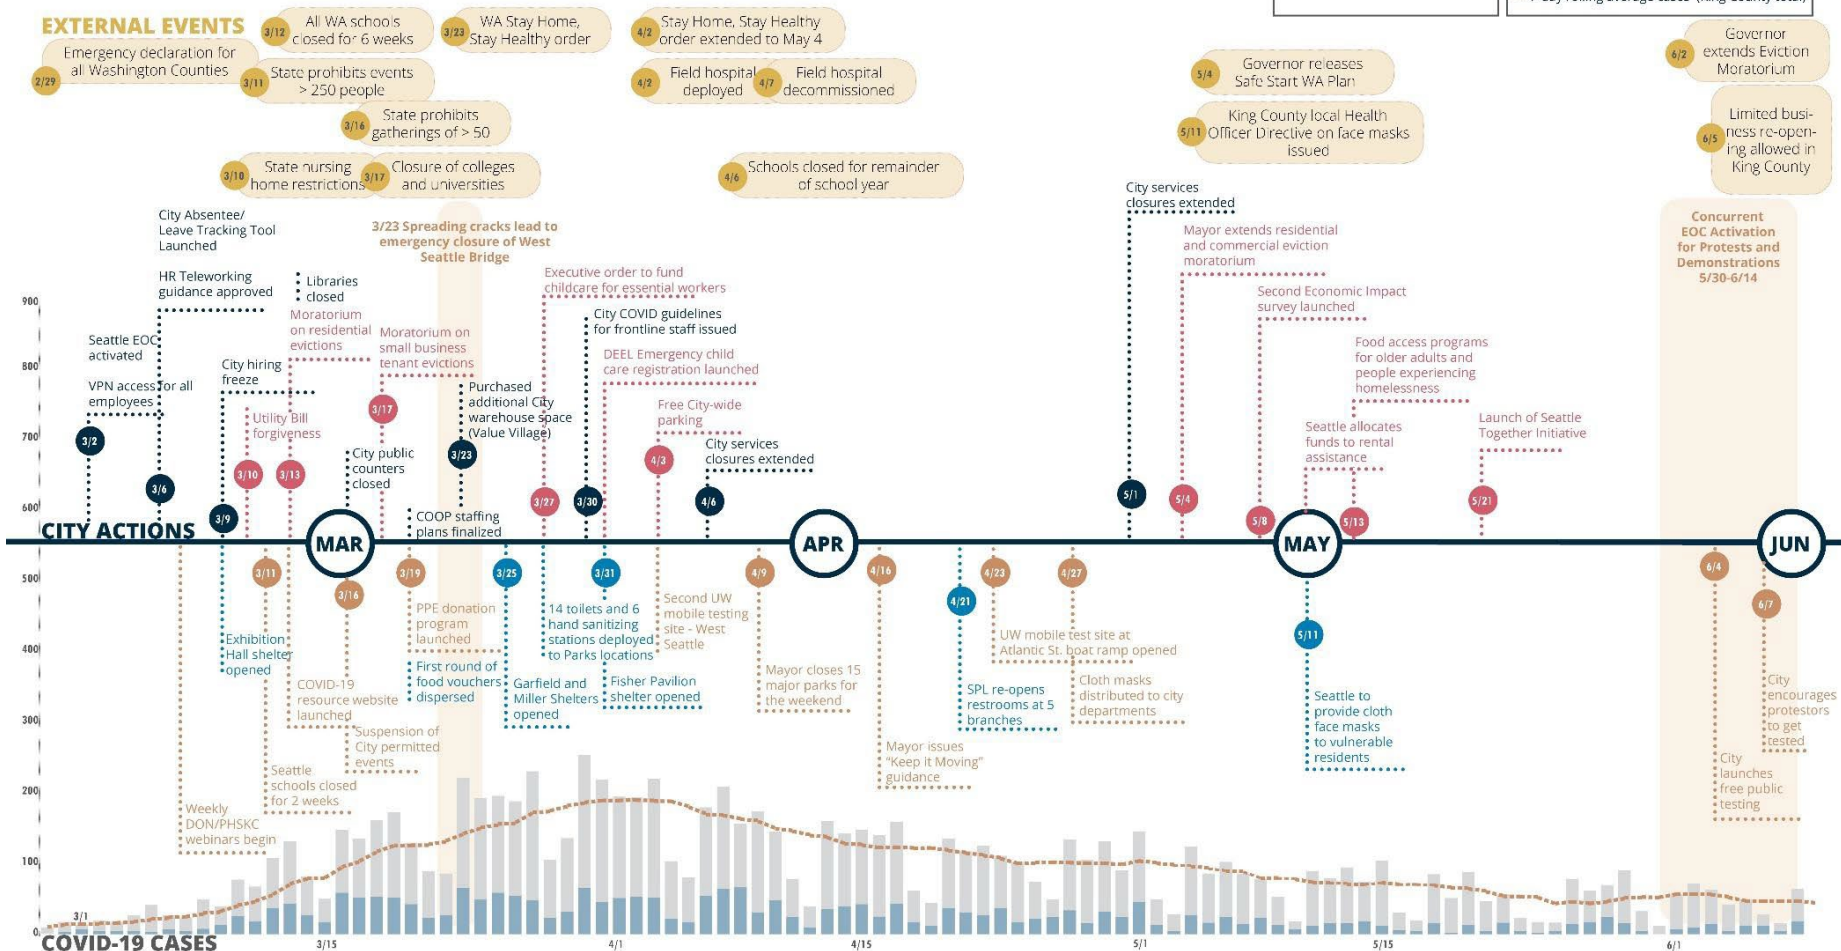 7-day rolling average cases (King County total)
EXTERNAL EVENTS
2/29
Emergency declaration for
all Washington Counties
3/12
All WA schools
closed for 6 weeks
3/11
State prohibits events
> 250 people
3/16
State prohibits
gatherings of > 50
3/10
State nursing
home restrictions
3/17
Closure of colleges
and universities
3/23
WA Stay Home,
Stay Healthy order
4/2
Stay Home, Stay Healthy
order extended to May 4
4/2
Field hospital
deployed
4/7
Field hospital
decommissioned
4/6
Schools closed for remainder
of school year
5/4
Governor releases
Safe Start WA Plan
5/11
King County local Health
Officer Directive on face masks
issued
6/2
Governor
extends Eviction
Moratorium
6/5
Limited busi-
ness re-open-
ing allowed in
King County
3/23 Spreading cracks lead to
emergency closure of West
Seattle Bridge
Concurrent
EOC Activation
for Protests and
Demonstrations
5/30-6/14
Seattle EOC
activated
VPN access for all
employees
3/2
City Absentee/
Leave Tracking Tool
Launched
HR Teleworking
guidance approved
3/6
City hiring
freeze
3/9
Utility Bill
forgiveness
3/10
Libraries
closed
Moratorium
on residential
evictions
3/13
City public
counters
closed
Moratorium on
small business
tenant evictions
3/17
COOP staffing
plans finalized
Purchased
additional City
warehouse space
(Value Village)
3/23
Executive order to fund
childcare for essential workers
3/27
City COVID guidelines
for frontline staff issued
3/30
DEEL Emergency child
care registration launched
Free City-wide
parking
4/3
City services
closures extended
4/6
City services
closures extended
5/1
Mayor extends residential
and commercial eviction
moratorium
5/4
Second Economic Impact
survey launched
5/8
Seattle allocates
funds to rental
assistance
Food access programs
for older adults and
people experiencing
homelessness
5/13
Launch of Seattle
Together Initiative
5/21
CITY ACTIONS
MAR
APR
MAY
JUN
Weekly
DON/PHSKC
webinars begin
Exhibition
Hall shelter
opened
3/11
Seattle
schools closed
for 2 weeks
COVID-19
resource website
launched
3/16
Suspension of
City permitted
events
3/19
PPE donation
program
launched
First round of
food vouchers
dispersed
3/25
Garfield and
Miller Shelters
opened
14 toilets and 6
hand sanitizing
stations deployed
to Parks locations
3/31
Fisher Pavilion
shelter opened
Second UW
mobile testing
site - West
Seattle
4/9
Mayor closes 15
major parks for
the weekend
4/16
Mayor issues
"Keep it Moving"
guidance
4/21
SPL re-opens
restrooms at 5
branches
4/23
UW mobile test site at
Atlantic St. boat ramp opened
4/27
Cloth masks
distributed to city
departments
5/11
Seattle to
provide cloth
face masks
to vulnerable
residents
6/4
City
launches
free public
testing
6/7
City
encourages
protestors
to get
tested
900
800
700
600
500
400
300
200
100
0
3/1
3/15
4/1
4/15
5/1
5/15
6/1
COVID-19 CASES